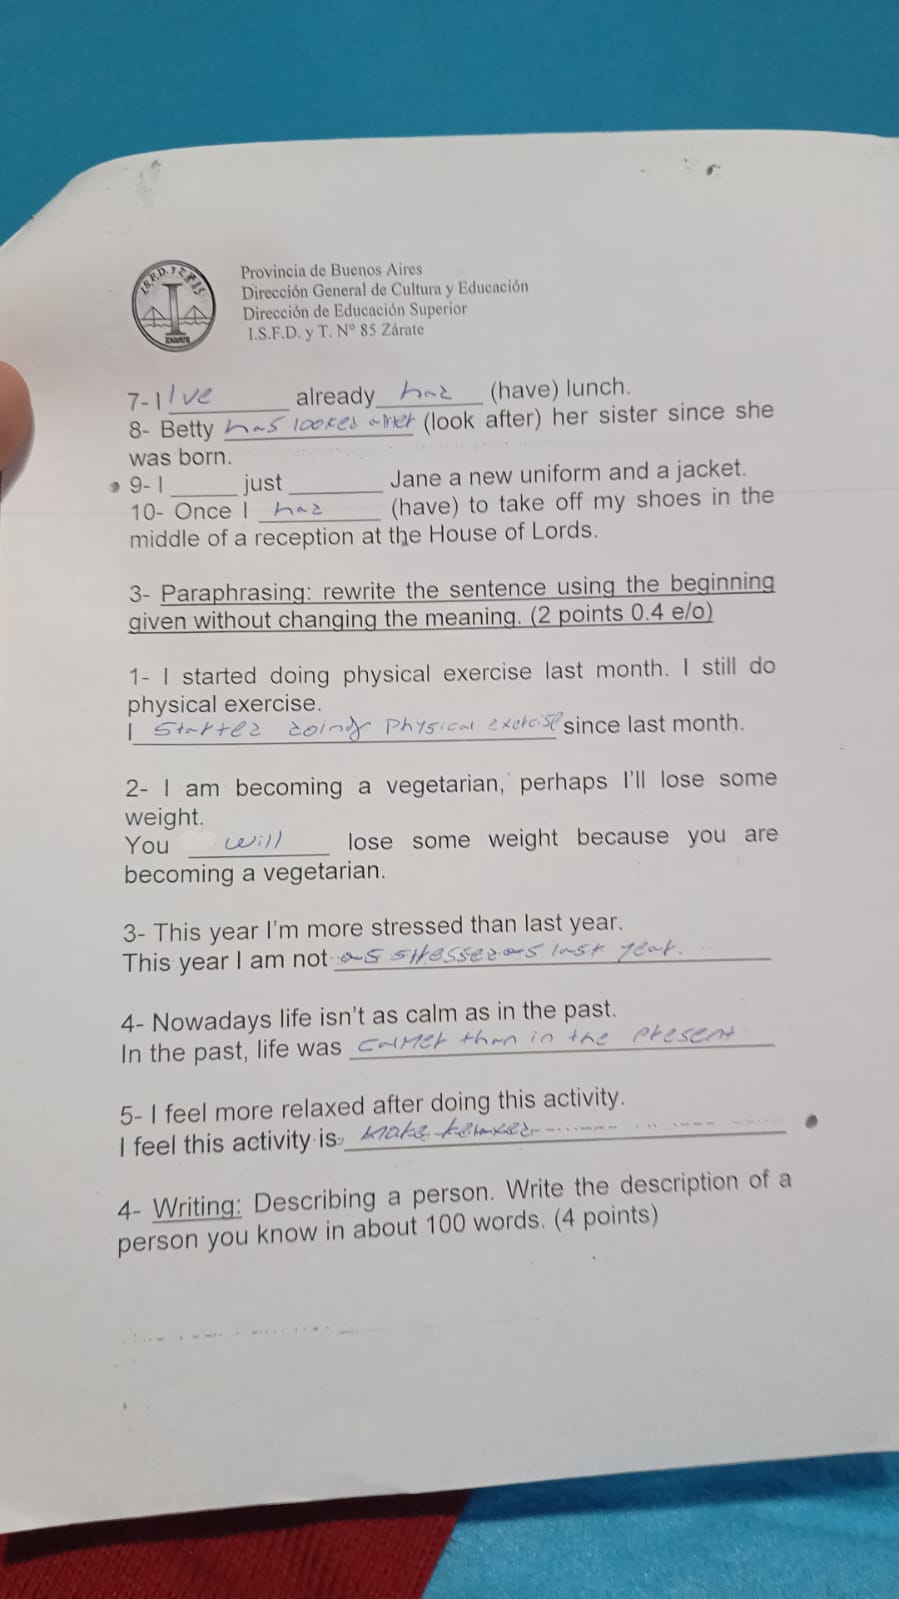 I.S.F.D. Y T. Nº 85
ZARATE
Provincia de Buenos Aires
Dirección General de Cultura y Educación
Dirección de Educación Superior
I.S.F.D. y T. N° 85 Zárate
7- I 've already had (have) lunch.
8- Betty has looked after (look after) her sister since she
was born.
9- I ______ just ________ Jane a new uniform and a jacket.
10- Once I had (have) to take off my shoes in the
middle of a reception at the House of Lords.
3- Paraphrasing: rewrite the sentence using the beginning
given without changing the meaning. (2 points 0.4 e/o)
1- I started doing physical exercise last month. I still do
physical exercise.
I started doing physical exercise since last month.
2- I am becoming a vegetarian, perhaps I'll lose some
weight.
You will lose some weight because you are
becoming a vegetarian.
3- This year I'm more stressed than last year.
This year I am not as stressed as last year.
4- Nowadays life isn't as calm as in the past.
In the past, life was calmer than in the present
5- I feel more relaxed after doing this activity.
I feel this activity is make relaxed
4- Writing: Describing a person. Write the description of a
person you know in about 100 words. (4 points)